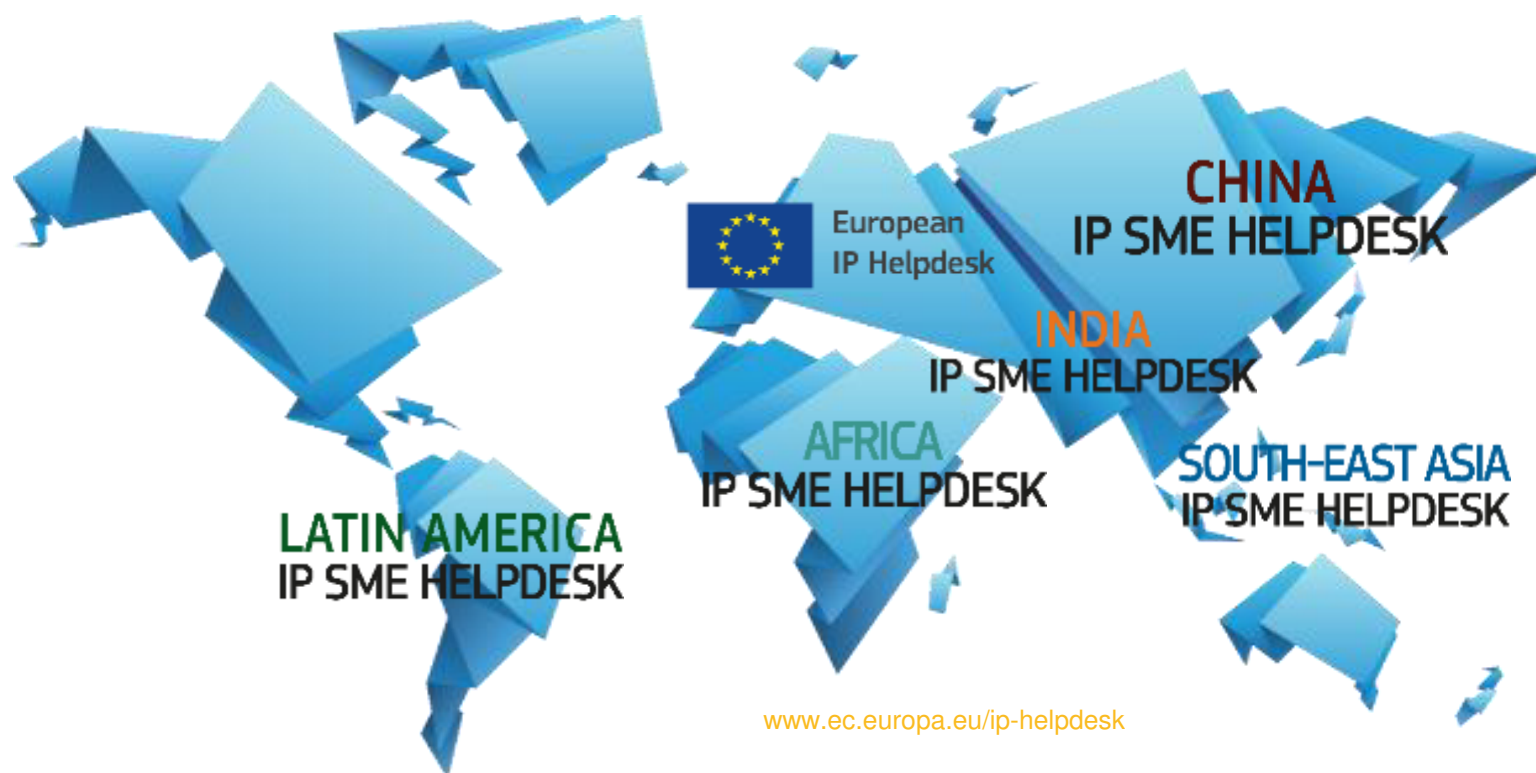 CHINA
IP SME HELPDESK
European
IP Helpdesk
INDIA
IP SME HELPDESK
AFRICA
IP SME HELPDESK
SOUTH-EAST ASIA
IP SME HELPDESK
LATIN AMERICA
IP SME HELPDESK
www.ec.europa.eu/ip-helpdesk